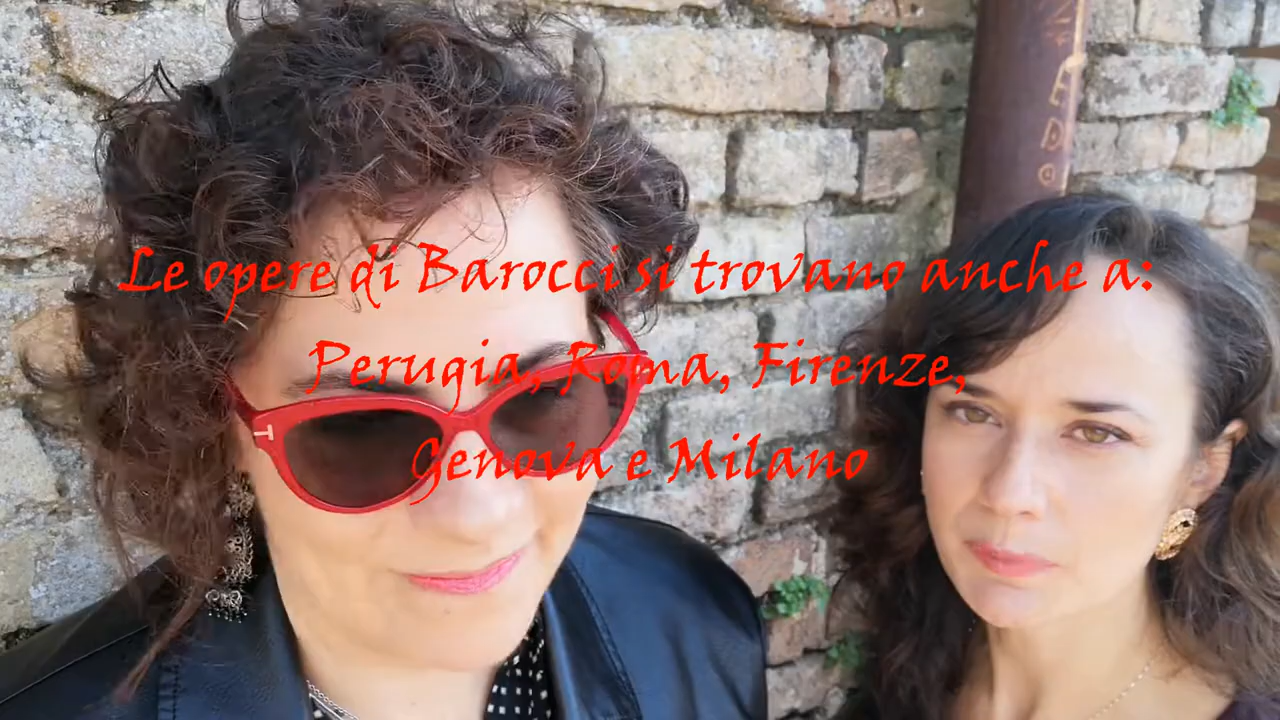 Le opere di Barocci si trovano anche a:
Perugia, Roma, Firenze,
Genova e Milano